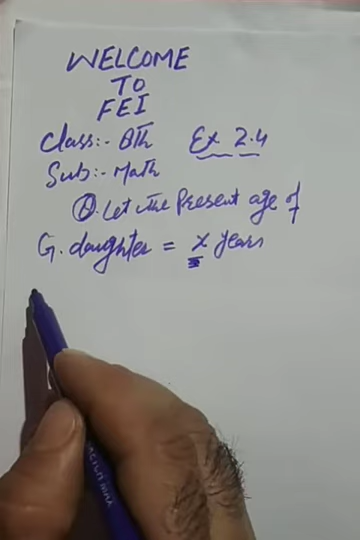 WELCOME
TO
FEI
Class:- 8th Ex 2.4
Sub:- Math
Q. Let the Present age of
G. daughter = x years